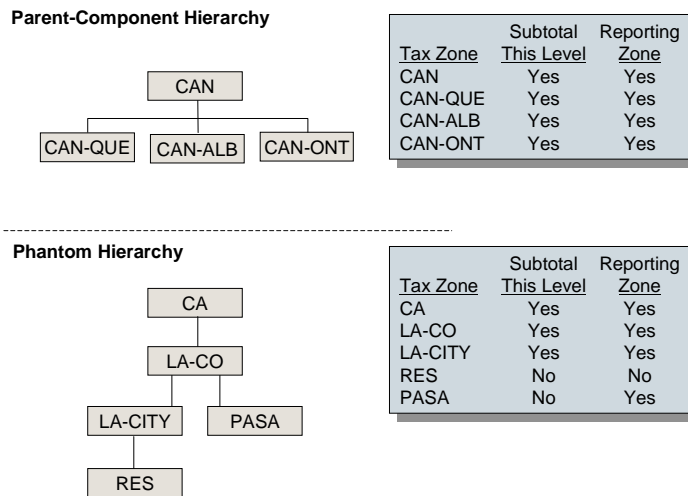 Parent-Component Hierarchy
CAN
CAN-QUE CAN-ALB CAN-ONT
Subtotal Reporting
Tax Zone This Level Zone
CAN Yes Yes
CAN-QUE Yes Yes
CAN-ALB Yes Yes
CAN-ONT Yes Yes
Phantom Hierarchy
CA
LA-CO
LA-CITY PASA
RES
Subtotal Reporting
Tax Zone This Level Zone
CA Yes Yes
LA-CO Yes Yes
LA-CITY Yes Yes
RES No No
PASA No Yes